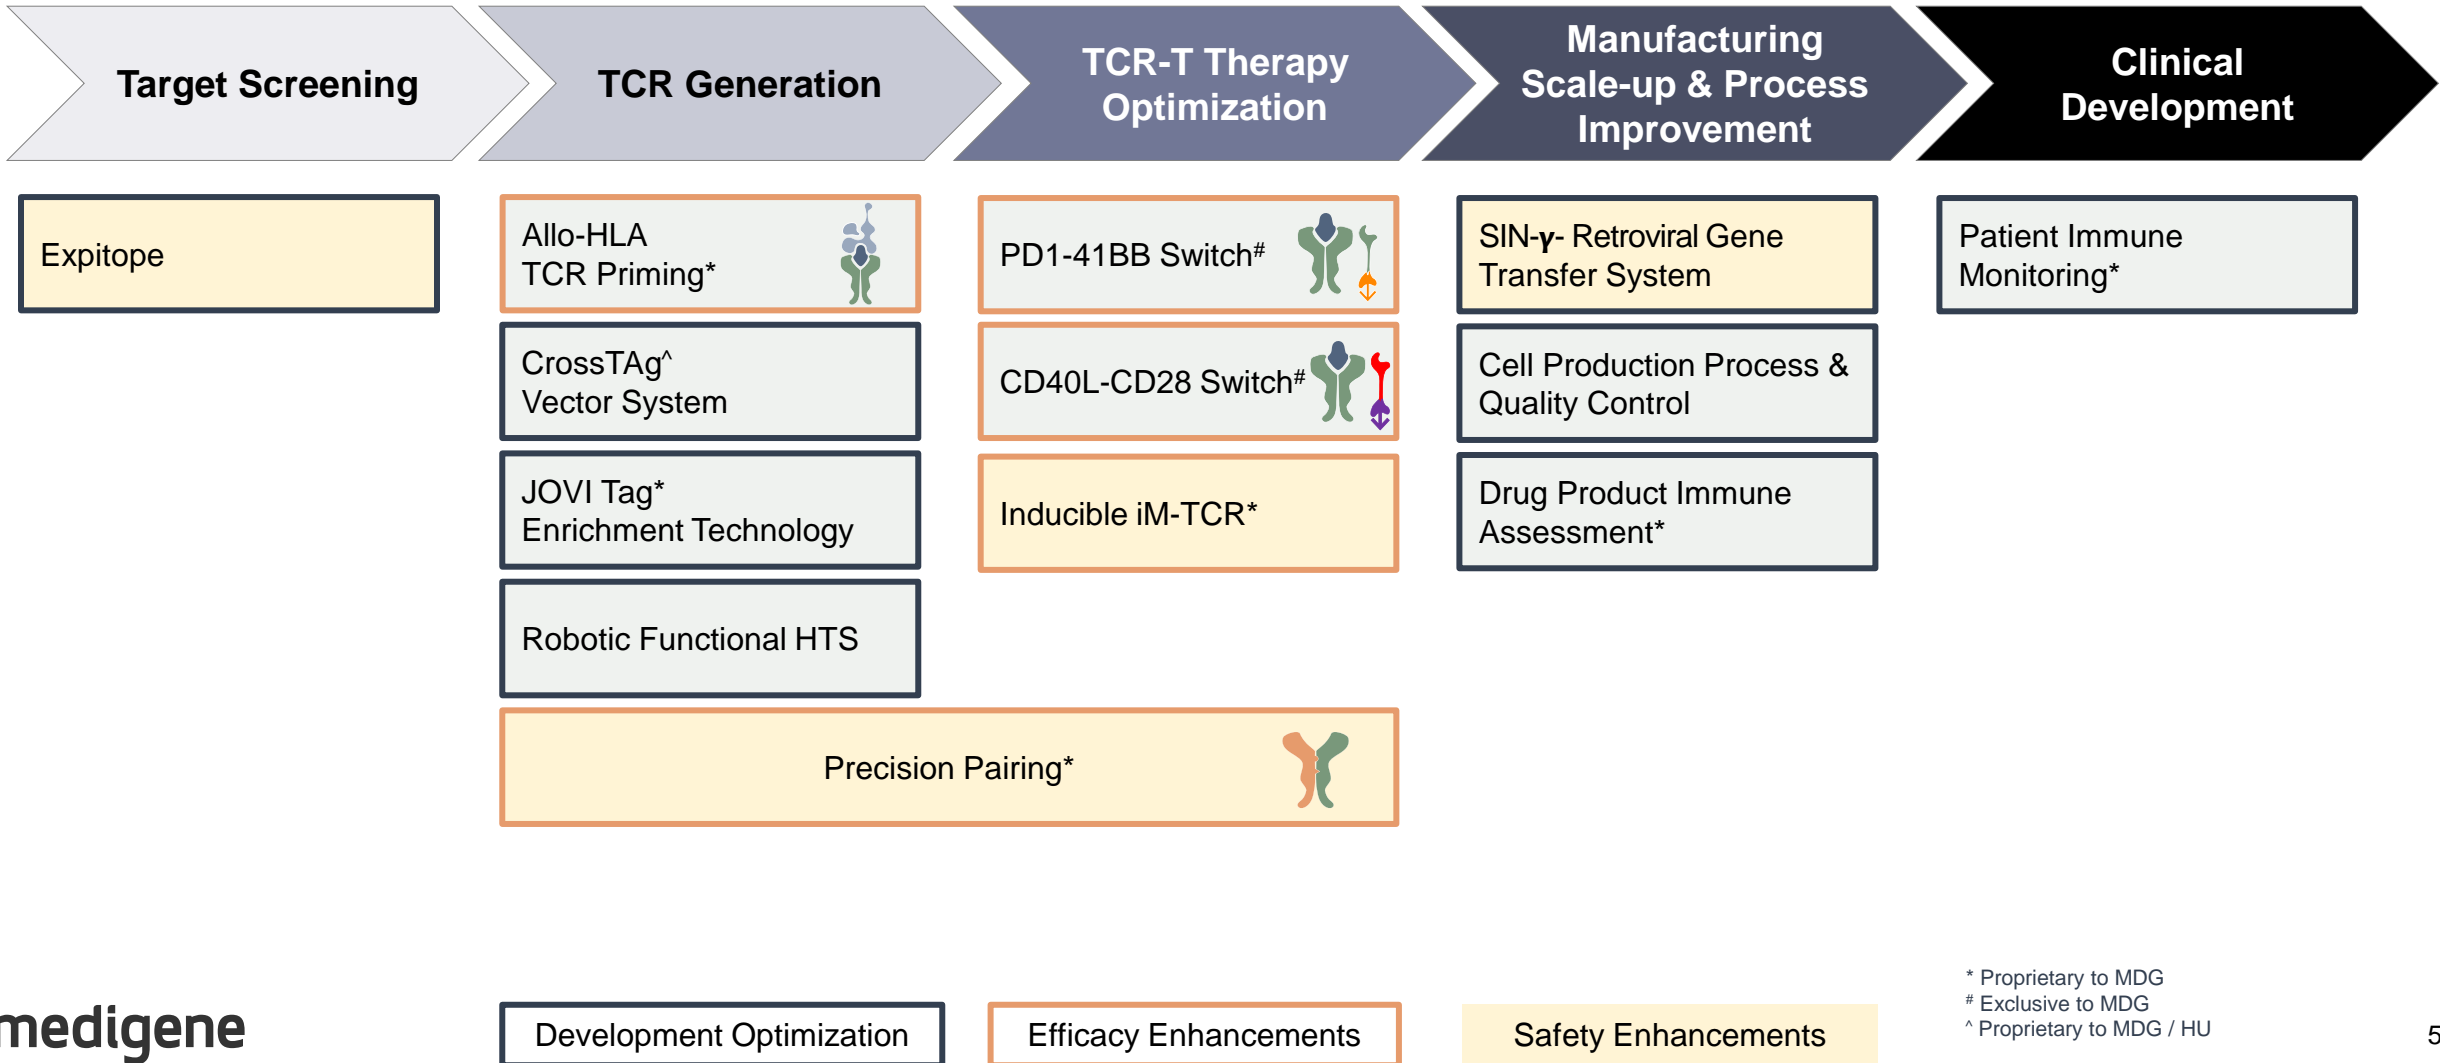 Target Screening
TCR Generation
TCR-T Therapy
Optimization
Manufacturing
Scale-up & Process
Improvement
Clinical
Development
Expitope
Allo-HLA
TCR Priming*
CrossTAg^
Vector System
JOVI Tag*
Enrichment Technology
Robotic Functional HTS
PD1-41BB Switch#
CD40L-CD28 Switch#
Inducible iM-TCR*
Precision Pairing*
SIN-γ- Retroviral Gene
Transfer System
Cell Production Process &
Quality Control
Drug Product Immune
Assessment*
Patient Immune
Monitoring*
medigene
Development Optimization
Efficacy Enhancements
Safety Enhancements
* Proprietary to MDG
# Exclusive to MDG
^ Proprietary to MDG / HU
5